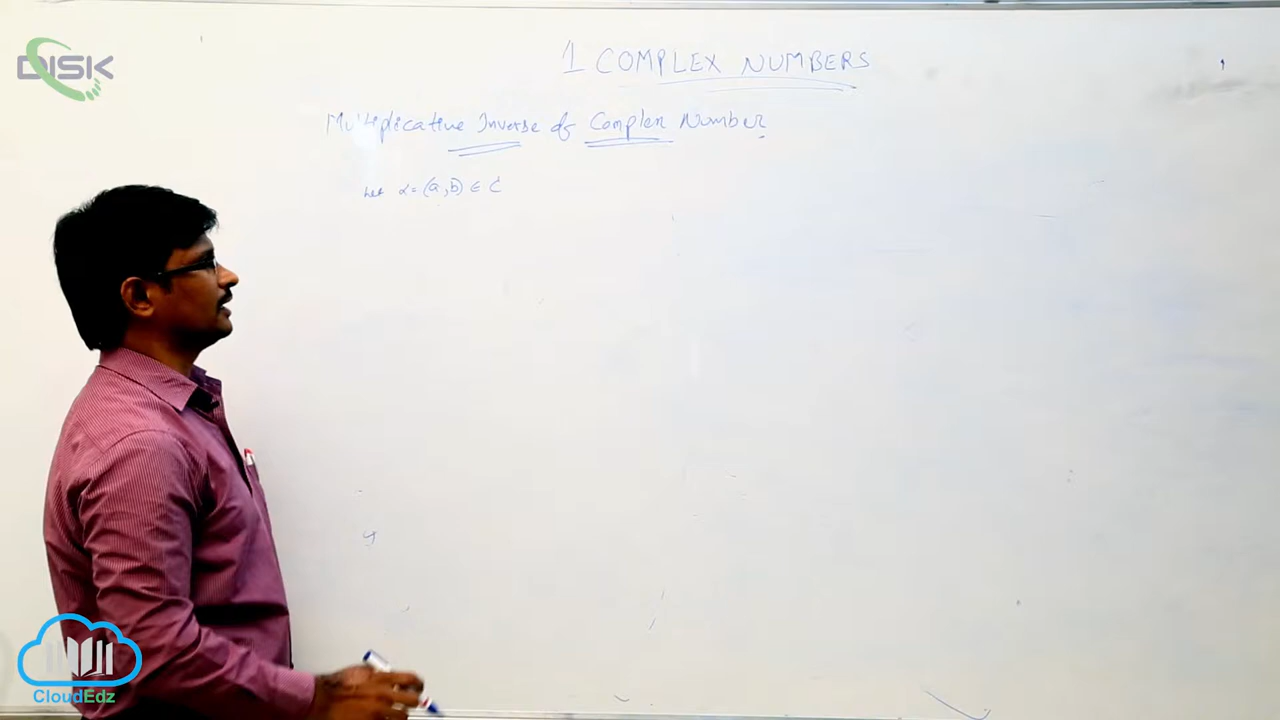 DISK
1 COMPLEX NUMBERS
Multiplicative Inverse of Complex Number
Let α = (a, b) ∈ C
CloudEdz